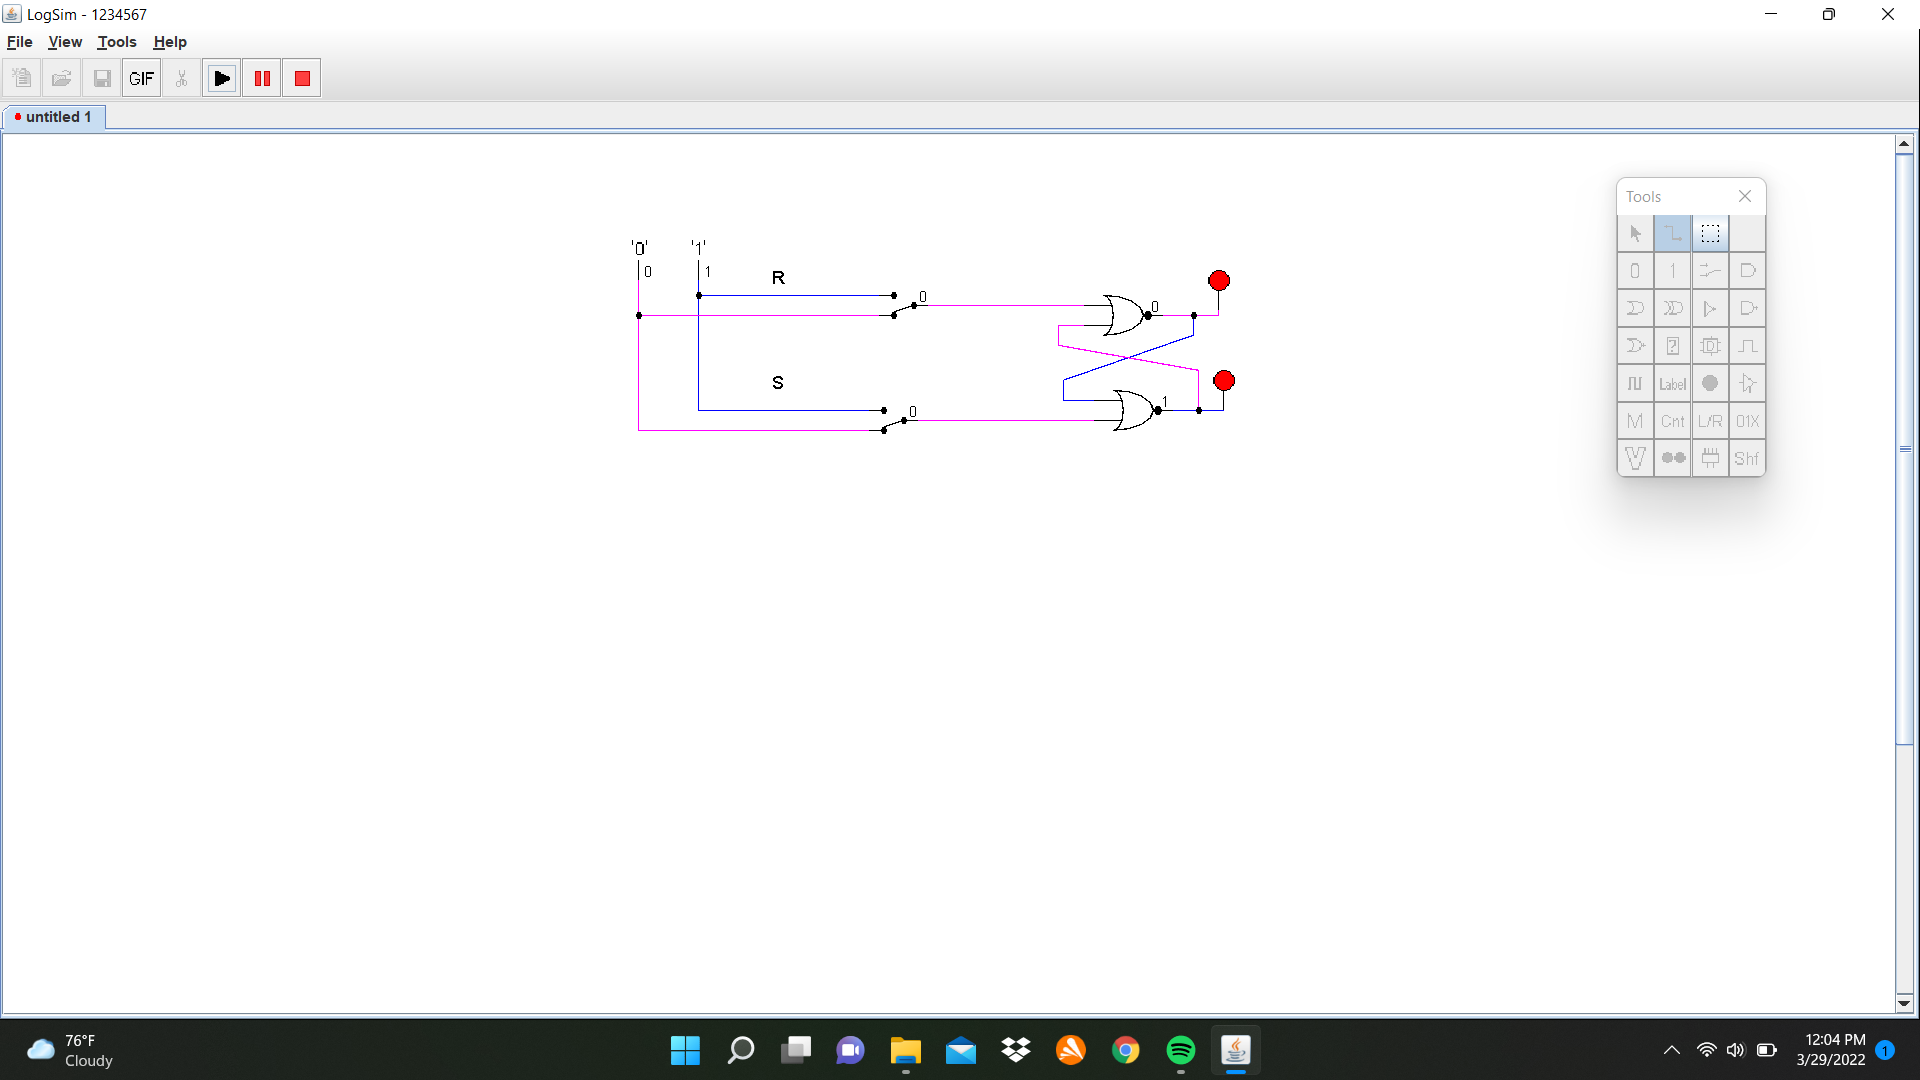 LogSim - 1234567
File View Tools Help
GIF
untitled 1
Tools
'0' '1'
0 1
R
0
0
S
0
1
0 1
?
D
Label
M Cnt L/R 01X
Shf
76°F
Cloudy
12:04 PM
3/29/2022
1